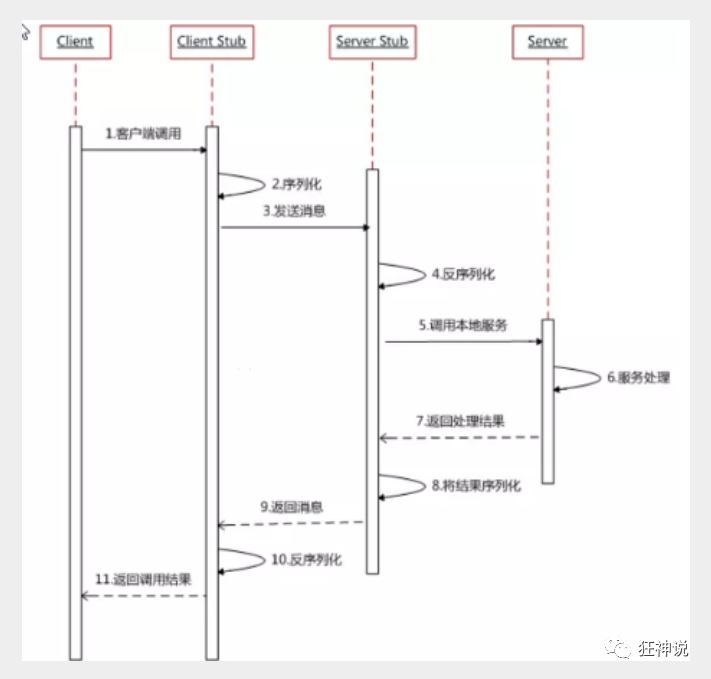 Client
Client Stub
Server Stub
Server
1.客户端调用
2.序列化
3.发送消息
4.反序列化
5.调用本地服务
6.服务处理
7.返回处理结果
8.将结果序列化
9.返回消息
10.反序列化
11.返回调用结果
狂神说